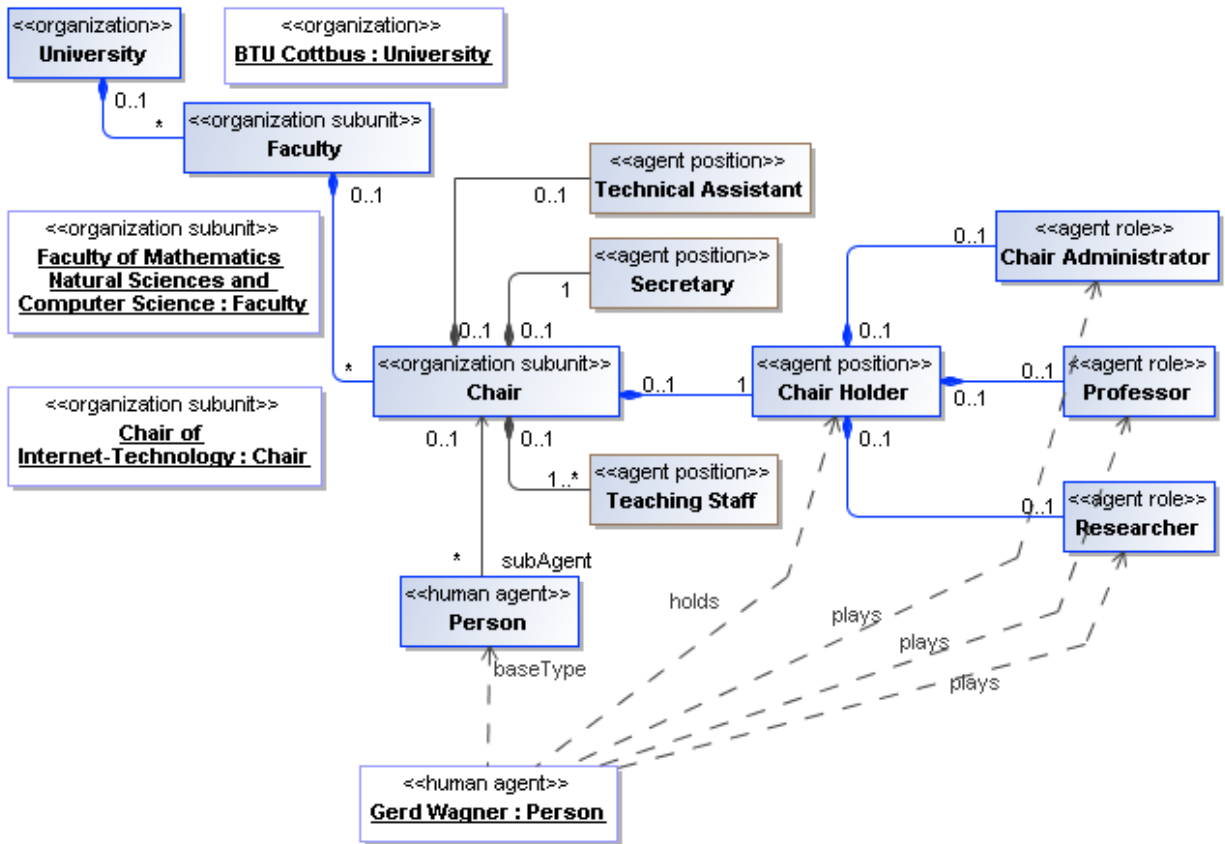 <<organization>>
University
<<organization>>
BTU Cottbus : University
0..1
*
<<organization subunit>>
Faculty
0..1
<<organization subunit>>
Faculty of Mathematics
Natural Sciences and
Computer Science : Faculty
<<agent position>>
Technical Assistant
0..1
<<agent position>>
Secretary
1
<<agent role>>
Chair Administrator
0..1
0..1
0..1
0..1
*
<<organization subunit>>
Chair
0..1
1
<<agent position>>
Chair Holder
0..1
0..1
<<agent role>>
Professor
<<organization subunit>>
Chair of
Internet-Technology : Chair
0..1
0..1
0..1
1..*
<<agent position>>
Teaching Staff
0..1
<<agent role>>
Researcher
*
subAgent
<<human agent>>
Person
holds
plays
plays
plays
baseType
<<human agent>>
Gerd Wagner : Person